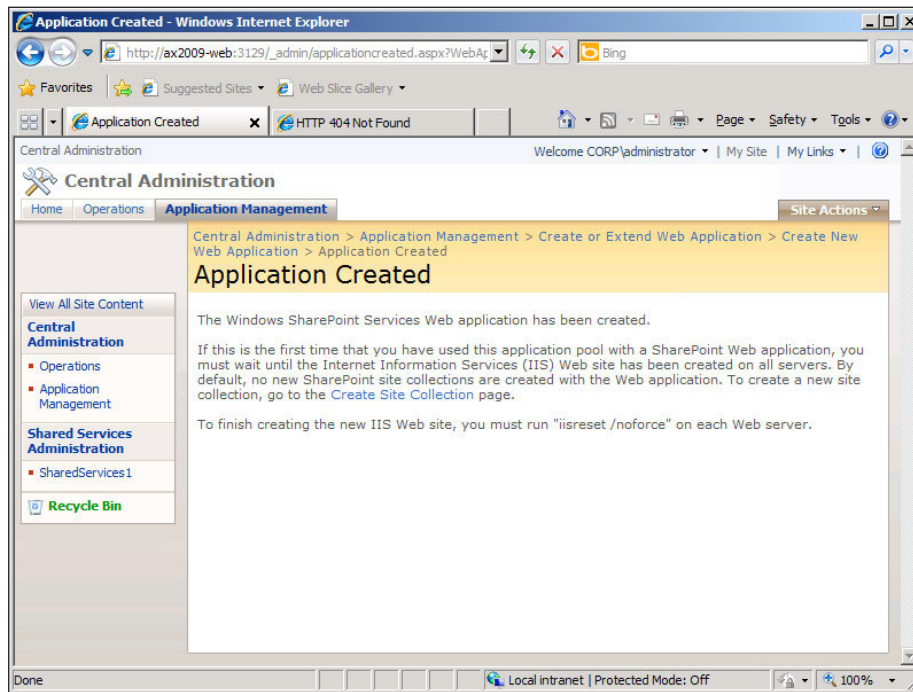 Application Created - Windows Internet Explorer
http://ax2009-web:3129/_admin/applicationcreated.aspx?WebAp
Bing
Favorites
Suggested Sites
Web Slice Gallery
Application Created
HTTP 404 Not Found
Page
Safety
Tools
Central Administration
Welcome CORP\administrator
| My Site
| My Links
|
Central Administration
Home
Operations
Application Management
Site Actions
Central Administration > Application Management > Create or Extend Web Application > Create New
Web Application > Application Created
Application Created
View All Site Content
Central
Administration
Operations
Application
Management
Shared Services
Administration
SharedServices1
Recycle Bin
The Windows SharePoint Services Web application has been created.
If this is the first time that you have used this application pool with a SharePoint Web application, you
must wait until the Internet Information Services (IIS) Web site has been created on all servers. By
default, no new SharePoint site collections are created with the Web application. To create a new site
collection, go to the Create Site Collection page.
To finish creating the new IIS Web site, you must run "iisreset /noforce" on each Web server.
Done
Local intranet | Protected Mode: Off
100%